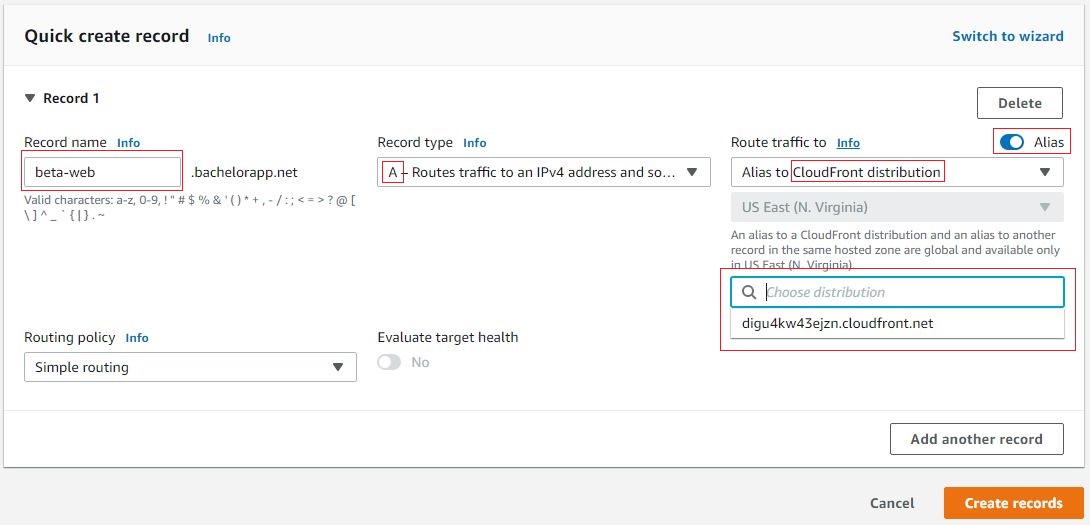 Quick create record Info
Switch to wizard
Record 1
Delete
Record name Info
beta-web
.bachelorapp.net
Valid characters: a-z, 0-9, ! " # $ % & ' ( ) * + , - / : ; < = > ? @ [
\ ] ^ _ ` { | } . ~
Record type Info
A – Routes traffic to an IPv4 address and so...
Route traffic to Info
Alias
Alias to CloudFront distribution
US East (N. Virginia)
An alias to a CloudFront distribution and an alias to another
record in the same hosted zone are global and available only
in US East (N. Virginia).
Choose distribution
digu4kw43ejzn.cloudfront.net
Routing policy Info
Simple routing
Evaluate target health
No
Add another record
Cancel
Create records